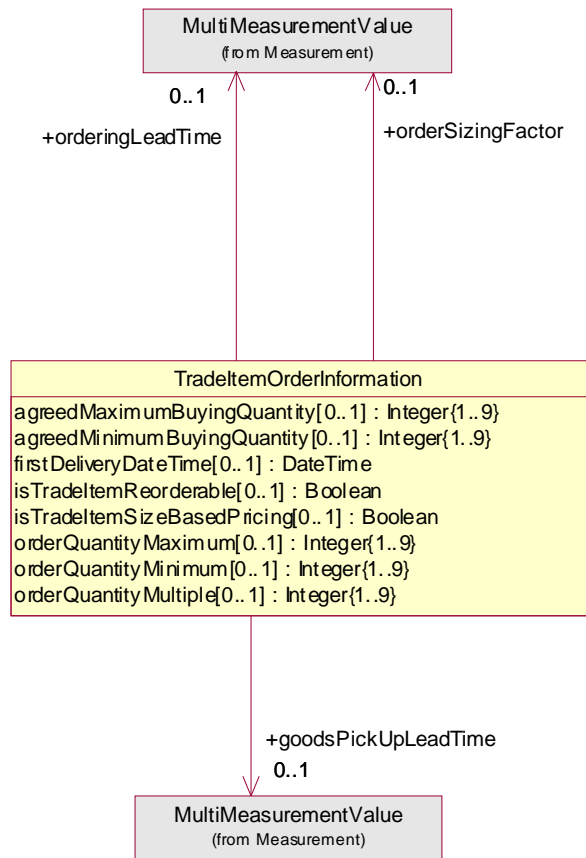 MultiMeasurementValue
(from Measurement)
0..1
0..1
+orderingLeadTime
+orderSizingFactor
TradeItemOrderInformation
agreedMaximumBuyingQuantity[0..1] : Integer{1..9}
agreedMinimumBuyingQuantity[0..1] : Integer{1..9}
firstDeliveryDateTime[0..1] : DateTime
isTradeItemReorderable[0..1] : Boolean
isTradeItemSizeBasedPricing[0..1] : Boolean
orderQuantityMaximum[0..1] : Integer{1..9}
orderQuantityMinimum[0..1] : Integer{1..9}
orderQuantityMultiple[0..1] : Integer{1..9}
+goodsPickUpLeadTime
0..1
MultiMeasurementValue
(from Measurement)